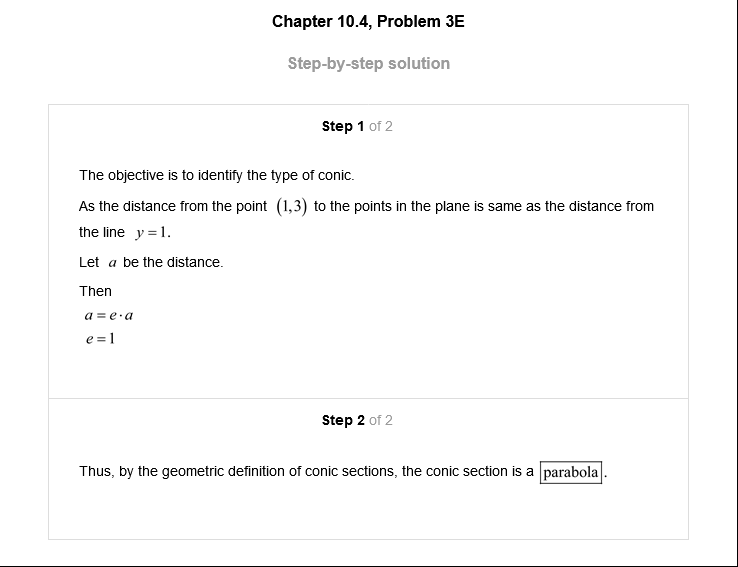 Chapter 10.4, Problem 3E
Step-by-step solution
Step 1 of 2
The objective is to identify the type of conic.
As the distance from the point (1,3) to the points in the plane is same as the distance from
the line y=1.
Let a be the distance.
Then
a=e·a
e=1
Step 2 of 2
Thus, by the geometric definition of conic sections, the conic section is a parabola.